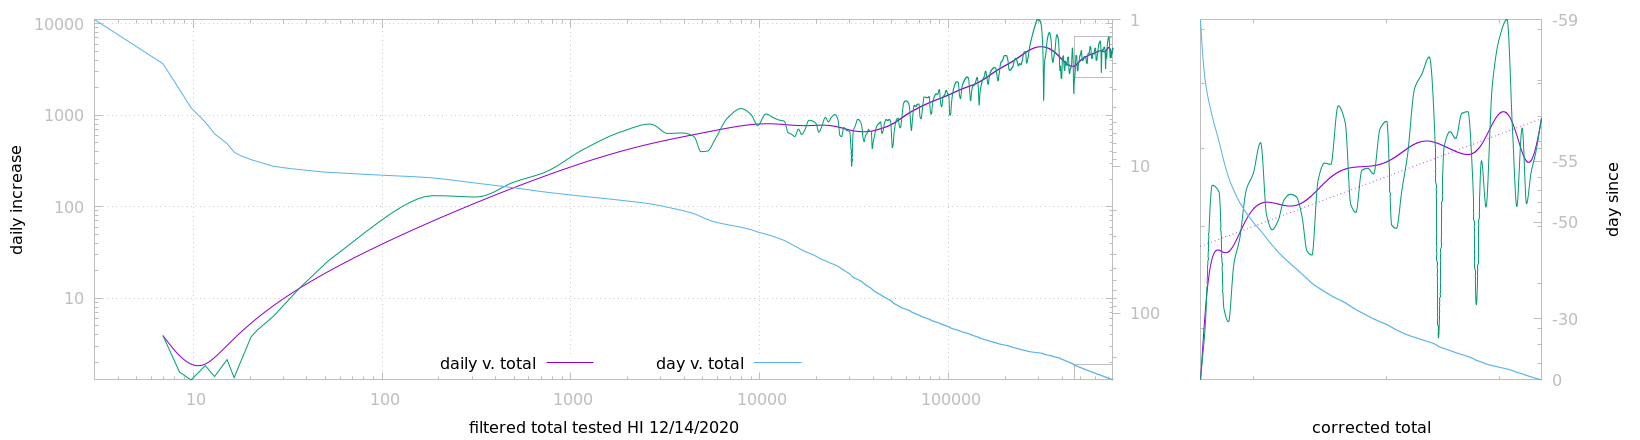 10000
1000
100
10
daily increase
daily v. total
day v. total
10
100
1000
10000
100000
filtered total tested HI 12/14/2020
1
10
100
-59
-55
-50
-30
0
day since
corrected total